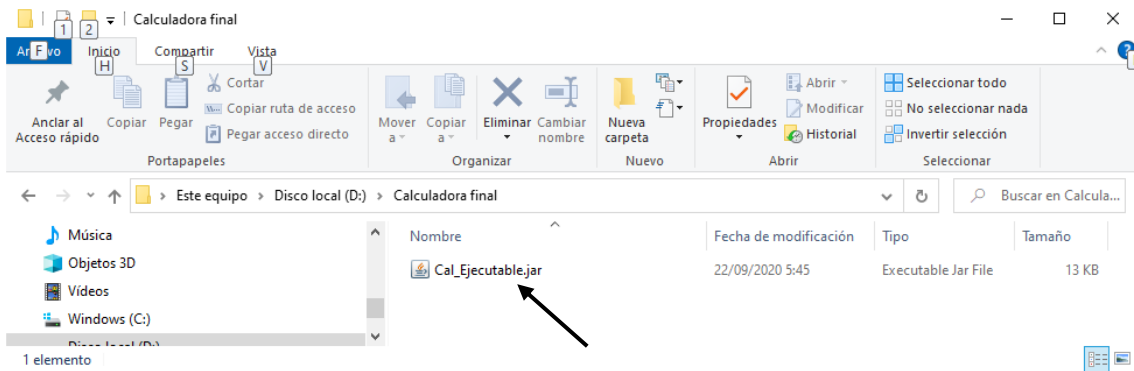 Calculadora final
1
2
Archivo Inicio Compartir Vista
F H S V
Anclar al Acceso rápido
Copiar
Pegar
Cortar
Copiar ruta de acceso
Pegar acceso directo
Portapapeles
Mover a
Copiar a
Eliminar
Cambiar nombre
Organizar
Nueva carpeta
Nuevo
Propiedades
Abrir
Modificar
Historial
Abrir
Seleccionar todo
No seleccionar nada
Invertir selección
Seleccionar
Este equipo > Disco local (D:) > Calculadora final
Buscar en Calcula...
Música
Objetos 3D
Vídeos
Windows (C:)
Disco local (D:)
Nombre Fecha de modificación Tipo Tamaño
Cal_Ejecutable.jar 22/09/2020 5:45 Executable Jar File 13 KB
1 elemento